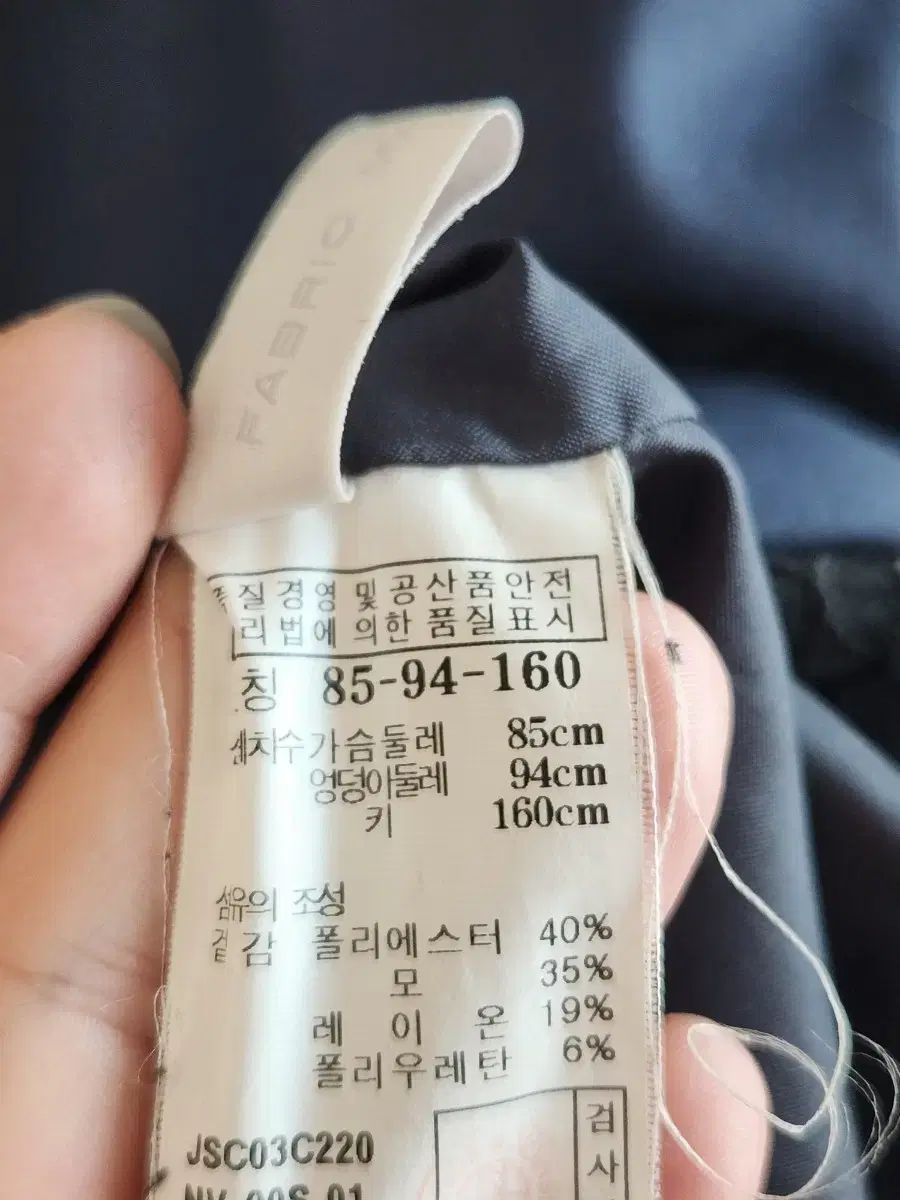 FABRIC
질경영 및 공산품안전
리법에 의한 품질표시
칭 85-94-160
체치수 가슴둘레 85cm
엉덩이둘레 94cm
키 160cm
섬유의 조성
겉감 폴리에스터 40%
모 35%
레이온 19%
폴리우레탄 6%
검
사
JSC03C220